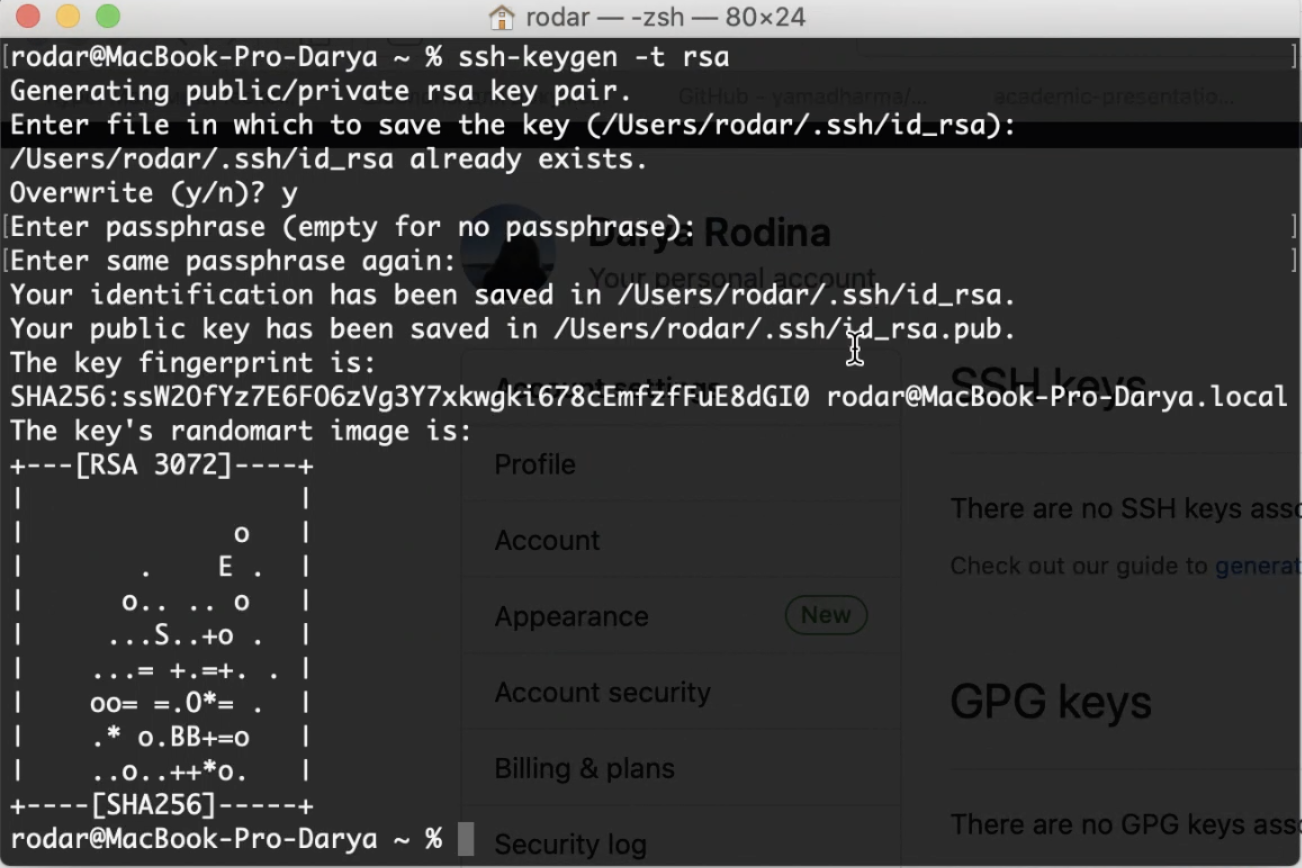 rodar — -zsh — 80×24
[rodar@MacBook-Pro-Darya ~ % ssh-keygen -t rsa ]
Generating public/private rsa key pair.
GitHub - yamadharma/...
academic-presentatio...
Enter file in which to save the key (/Users/rodar/.ssh/id_rsa):
/Users/rodar/.ssh/id_rsa already exists.
Overwrite (y/n)? y
[Enter passphrase (empty for no passphrase): ]
Darya Rodina
[Enter same passphrase again: ]
Your personal account
Your identification has been saved in /Users/rodar/.ssh/id_rsa.
Your public key has been saved in /Users/rodar/.ssh/id_rsa.pub.
The key fingerprint is:
Account settings
SSH keys
SHA256:ssW2OfYz7E6FO6zVg3Y7xkwgkt678cEmfzfFuE8dGI0 rodar@MacBook-Pro-Darya.local
The key's randomart image is:
+---[RSA 3072]----+
|                 |
|             o   |
|       .    E .  |
|      o.. .. o   |
|     ...S..+o .  |
|    ...= +.=+. . |
|    oo= =.O*= .  |
|    .* o.BB+=o   |
|    ..o..++*o.   |
+----[SHA256]-----+
rodar@MacBook-Pro-Darya ~ %
Profile
Account
Appearance
New
Account security
Billing & plans
Security log
There are no SSH keys asso
Check out our guide to generat
GPG keys
There are no GPG keys asso